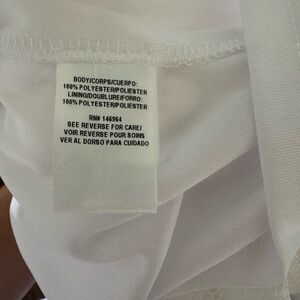 BODY/CORPS/CUERPO:
100% POLYESTER/POLIESTER
LINING/DOUBLURE/FORRO:
100% POLYESTER/POLIESTER
RN# 146964
SEE REVERSE FOR CARE/
VOIR REVERSE POUR SOINS
VER AL DORSO PARA CUIDADO